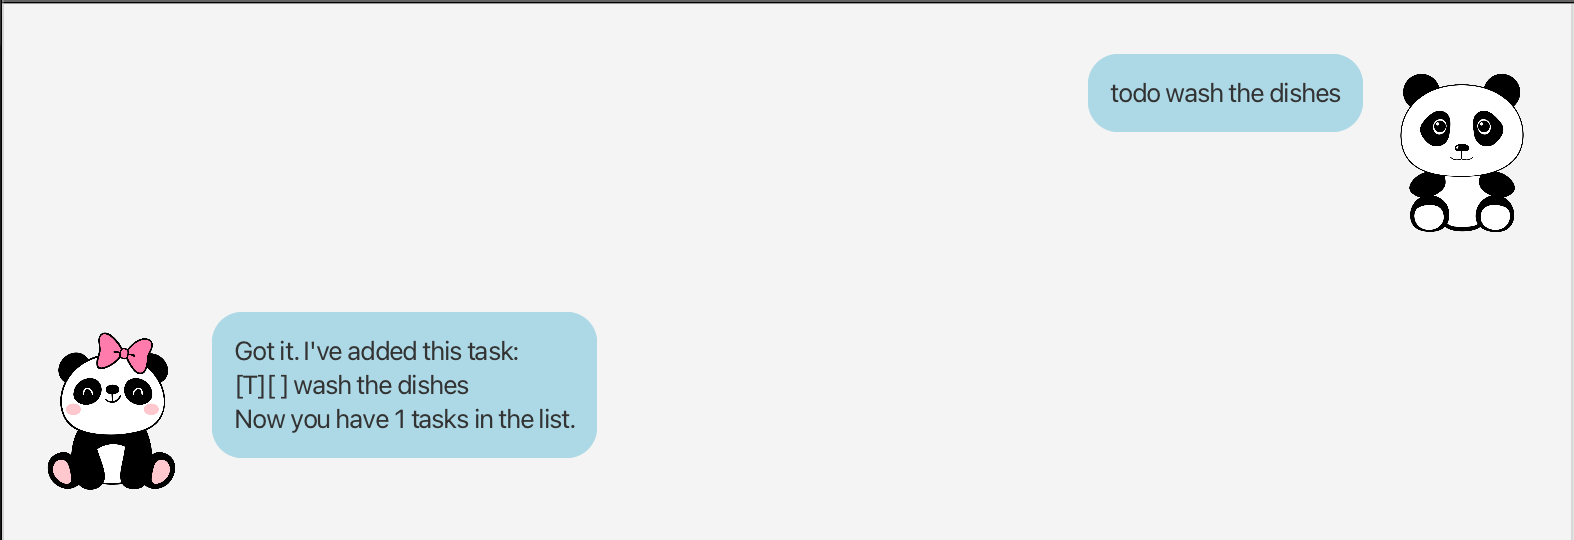 todo wash the dishes
Got it. I've added this task:
[T][ ] wash the dishes
Now you have 1 tasks in the list.